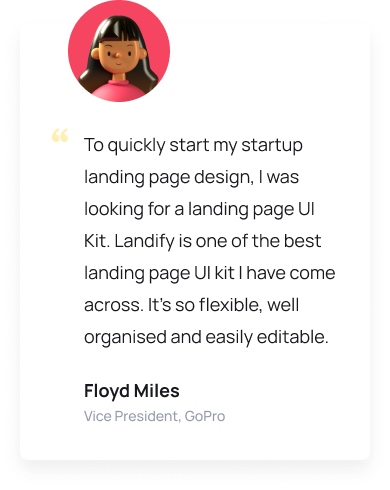 “
To quickly start my startup
landing page design, I was
looking for a landing page UI
Kit. Landify is one of the best
landing page UI kit I have come
across. It’s so flexible, well
organised and easily editable.
Floyd Miles
Vice President, GoPro